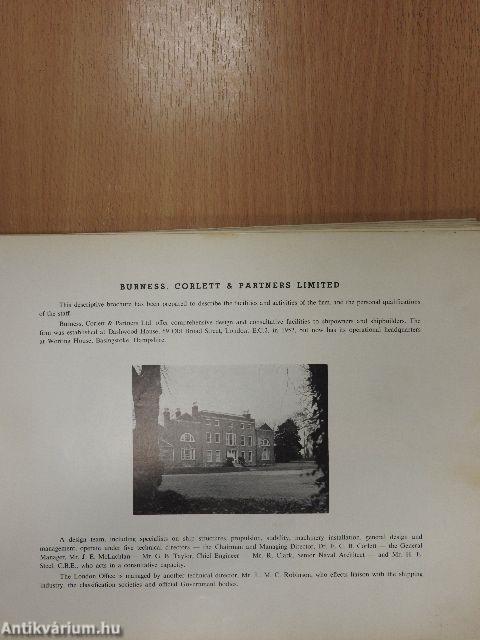 BURNESS, CORLETT & PARTNERS LIMITED
This descriptive brochure has been prepared to describe the facilities and activities of the firm, and the personal qualifications
of the staff.
Burness, Corlett & Partners Ltd. offer comprehensive design and consultative facilities to shipowners and shipbuilders. The
firm was established at Dashwood House, 69 Old Broad Street, London, E.C.2. in 1952, but now has its operational headquarters
at Worting House, Basingstoke, Hampshire.
A design team, including specialists on ship structures, propulsion, stability, machinery installation, general design and
management, operate under five technical directors — the Chairman and Managing Director, Dr. E. C. B. Corlett — the General
Manager, Mr. J. E. McLachlan — Mr. G. B. Taylor, Chief Engineer — Mr. R. Clark, Senior Naval Architect — and Mr. H. E.
Steel, C.B.E., who acts in a consultative capacity.
The London Office is managed by another technical director, Mr. L. M. C. Robinson, who effects liaison with the shipping
industry, the classification societies and official Government bodies.
Antikvárium.hu